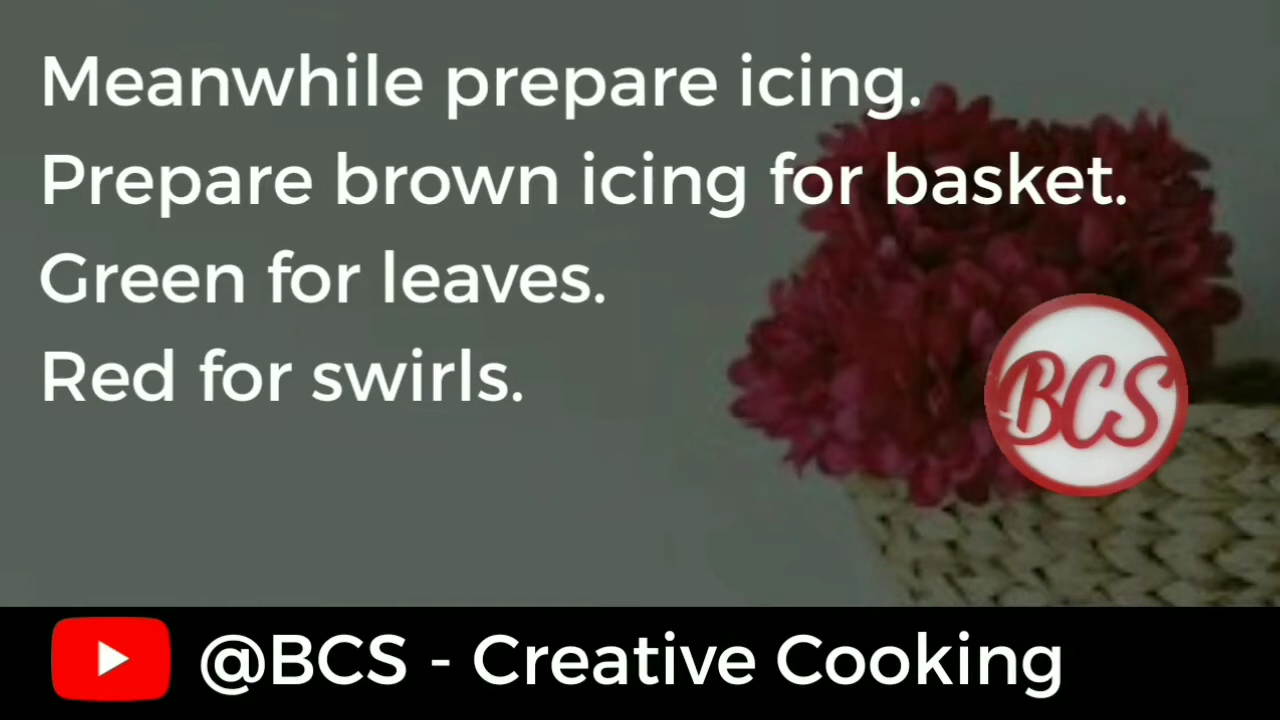 Meanwhile prepare icing.
Prepare brown icing for basket.
Green for leaves.
Red for swirls.
BCS
@BCS - Creative Cooking